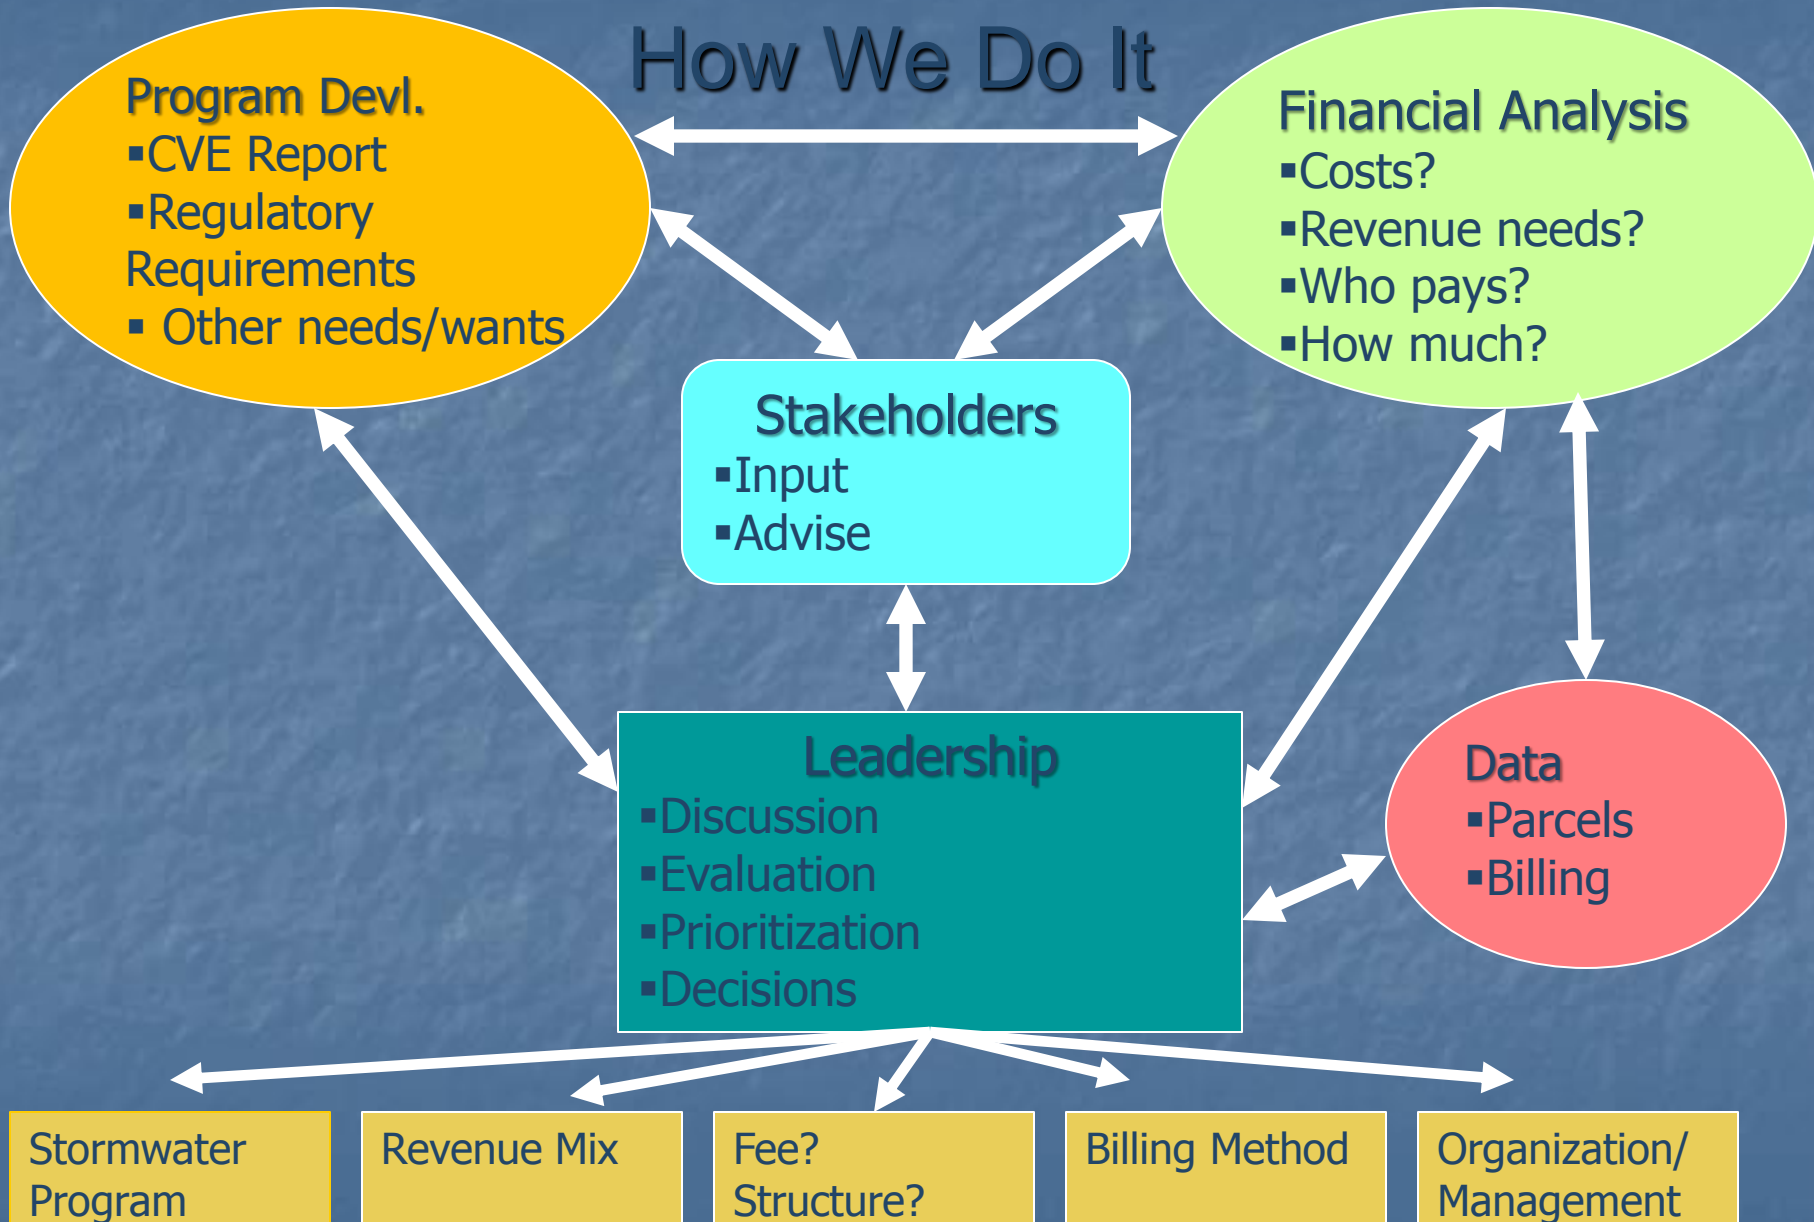 How We Do It
Program Devl.
▪CVE Report
▪Regulatory
Requirements
▪ Other needs/wants
Financial Analysis
▪Costs?
▪Revenue needs?
▪Who pays?
▪How much?
Stakeholders
▪Input
▪Advise
Leadership
▪Discussion
▪Evaluation
▪Prioritization
▪Decisions
Data
▪Parcels
▪Billing
Stormwater
Program
Revenue Mix
Fee?
Structure?
Billing Method
Organization/
Management